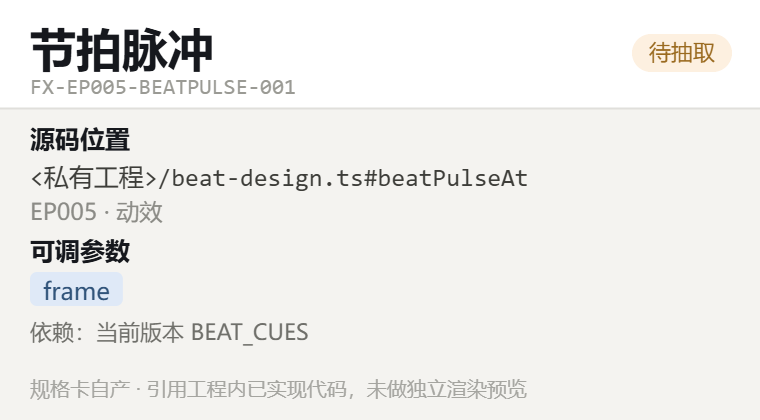 节拍脉冲
待抽取
FX-EP005-BEATPULSE-001
源码位置
<私有工程>/beat-design.ts#beatPulseAt
EP005 · 动效
可调参数
frame
依赖：当前版本 BEAT_CUES
规格卡自产 · 引用工程内已实现代码，未做独立渲染预览